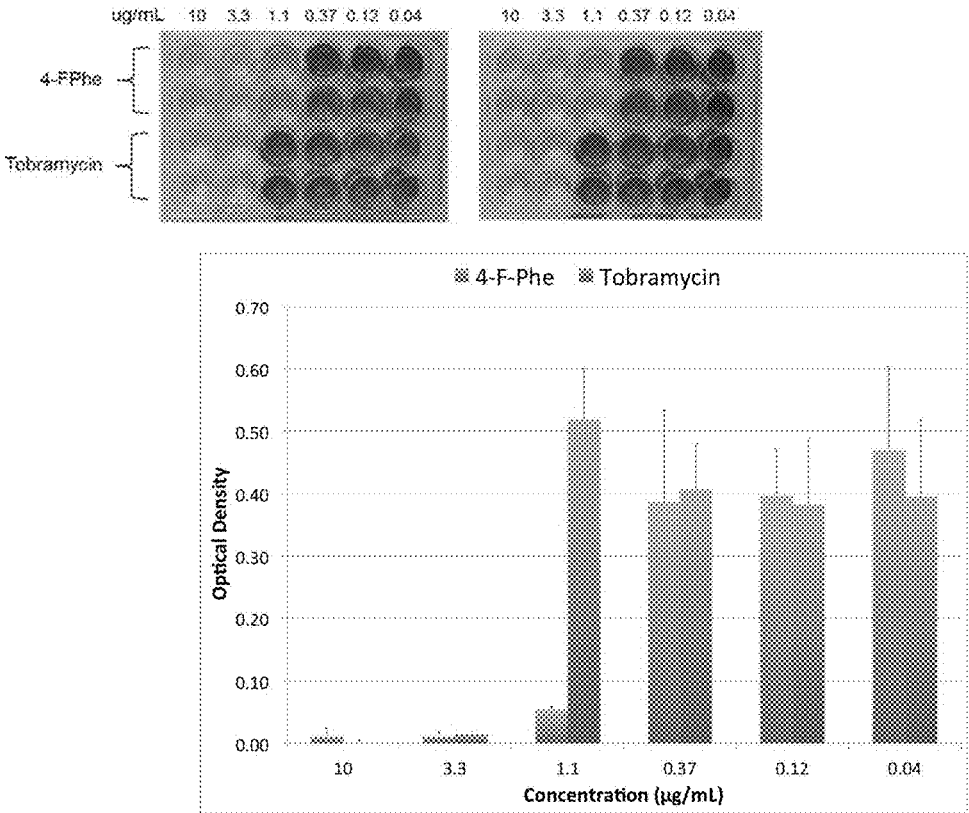 ug/mL 10 3.3 1.1 0.37 0.12 0.04
10 3.3 1.1 0.37 0.12 0.04
4-FPhe
Tobramycin
4-F-Phe Tobramycin
0.70
0.60
0.50
0.40
0.30
0.20
0.10
0.00
Optical Density
10 3.3 1.1 0.37 0.12 0.04
Concentration (µg/mL)